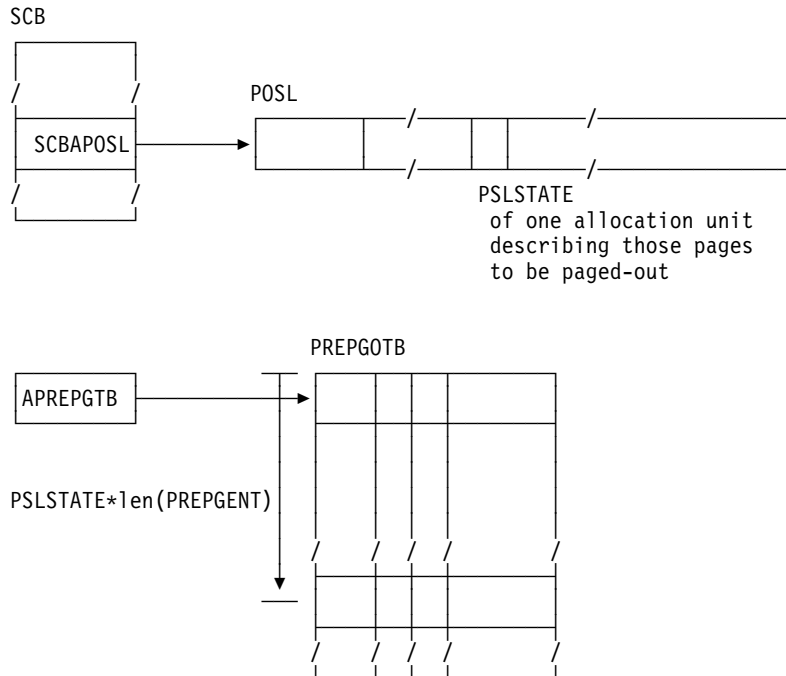 SCB
POSL
SCBAPOSL
PSLSTATE
of one allocation unit
describing those pages
to be paged-out
PREPGOTB
APREPGTB
PSLSTATE*len(PREPGENT)